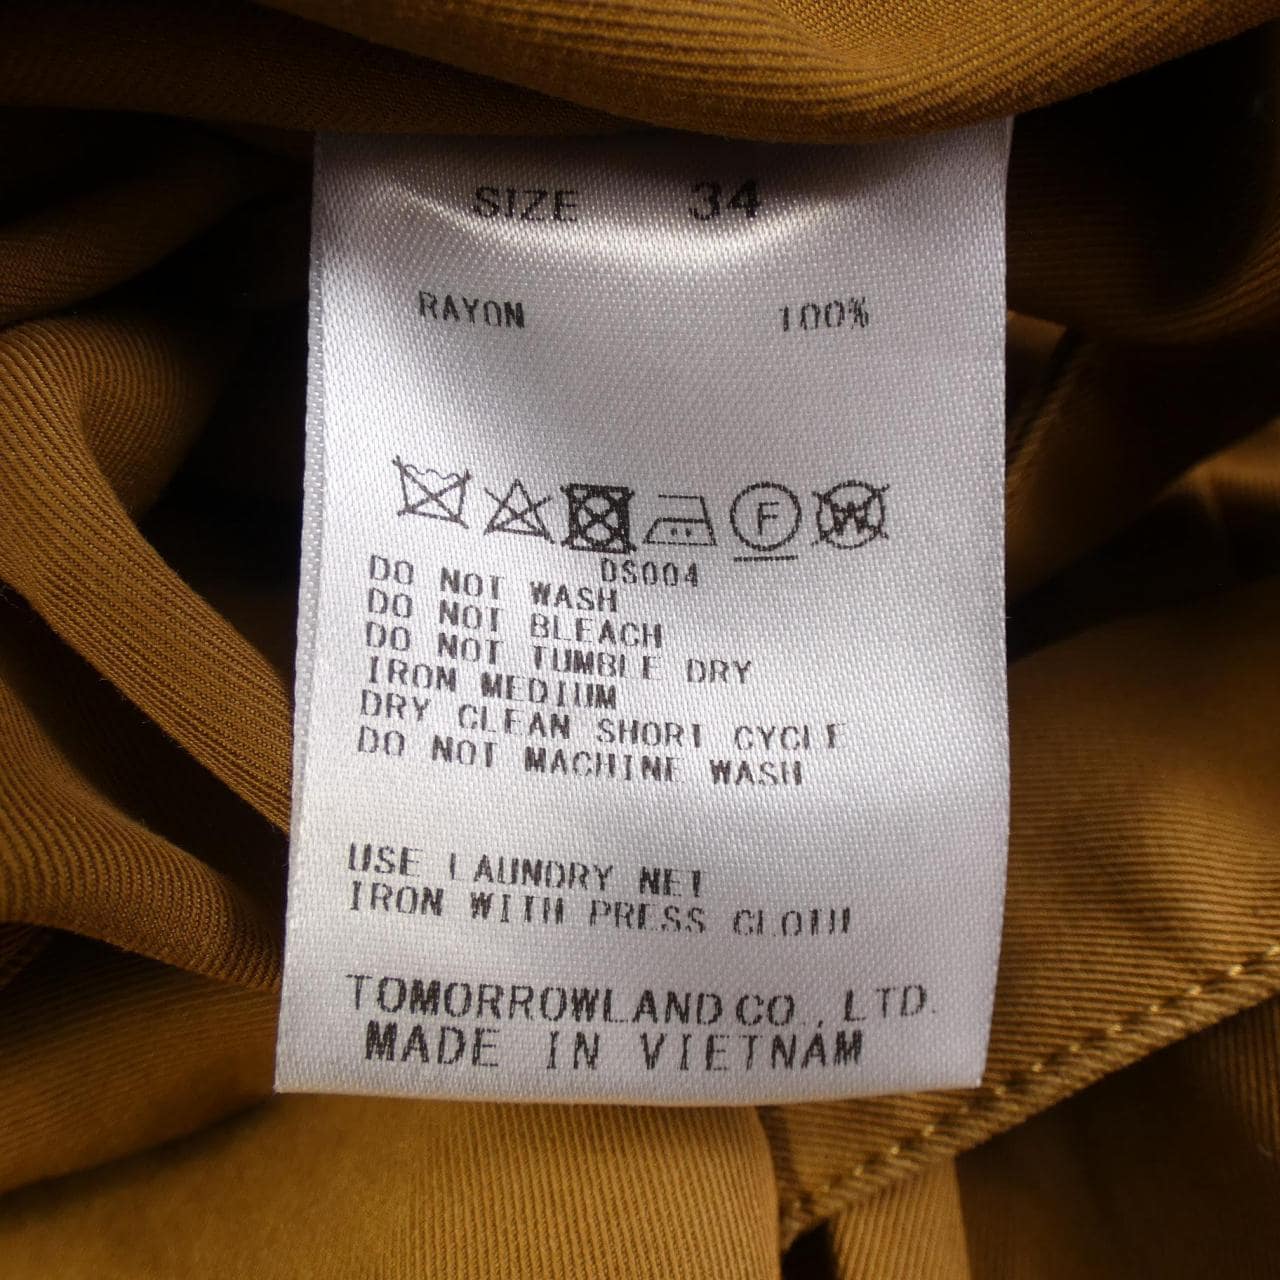 SIZE 34
RAYON 100%
F W
DS004
DO NOT WASH
DO NOT BLEACH
DO NOT TUMBLE DRY
IRON MEDIUM
DRY CLEAN SHORT CYCLE
DO NOT MACHINE WASH
USE LAUNDRY NET
IRON WITH PRESS CLOTH
TOMORROWLAND CO., LTD.
MADE IN VIETNAM